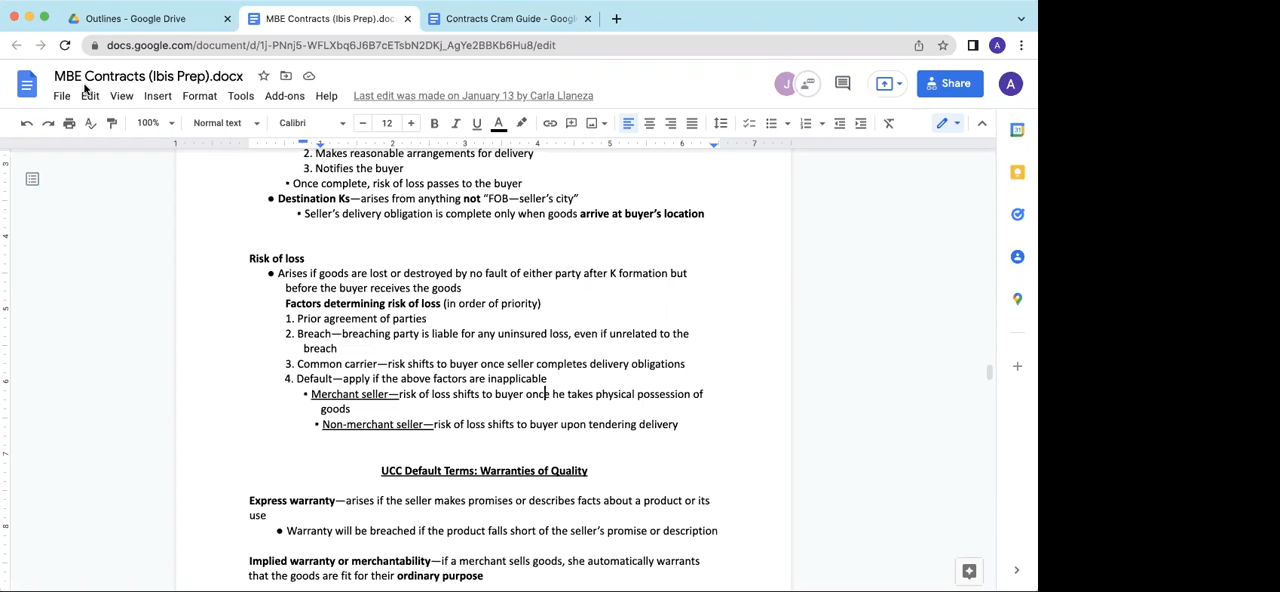 Outlines - Google Drive
MBE Contracts (Ibis Prep).doc
Contracts Cram Guide - Googl
docs.google.com/document/d/1j-PNnj5-WFLXbq6J6B7cETsbN2DKj_AgYe2BBKb6Hu8/edit
MBE Contracts (Ibis Prep).docx
File Edit View Insert Format Tools Add-ons Help Last edit was made on January 13 by Carla Llaneza
Share
100% Normal text Calibri 12
2. Makes reasonable arrangements for delivery
3. Notifies the buyer
▪ Once complete, risk of loss passes to the buyer
● Destination Ks—arises from anything not “FOB—seller’s city”
▪ Seller’s delivery obligation is complete only when goods arrive at buyer’s location
Risk of loss
● Arises if goods are lost or destroyed by no fault of either party after K formation but
before the buyer receives the goods
Factors determining risk of loss (in order of priority)
1. Prior agreement of parties
2. Breach—breaching party is liable for any uninsured loss, even if unrelated to the
breach
3. Common carrier—risk shifts to buyer once seller completes delivery obligations
4. Default—apply if the above factors are inapplicable
▪ Merchant seller—risk of loss shifts to buyer once he takes physical possession of
goods
▪ Non-merchant seller—risk of loss shifts to buyer upon tendering delivery
UCC Default Terms: Warranties of Quality
Express warranty—arises if the seller makes promises or describes facts about a product or its
use
● Warranty will be breached if the product falls short of the seller’s promise or description
Implied warranty or merchantability—if a merchant sells goods, she automatically warrants
that the goods are fit for their ordinary purpose